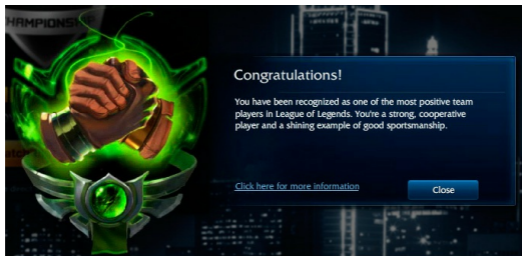 CHAMPIONSHIP
Congratulations!
You have been recognized as one of the most positive team
players in League of Legends. You're a strong, cooperative
player and a shining example of good sportsmanship.
Click here for more information
Close